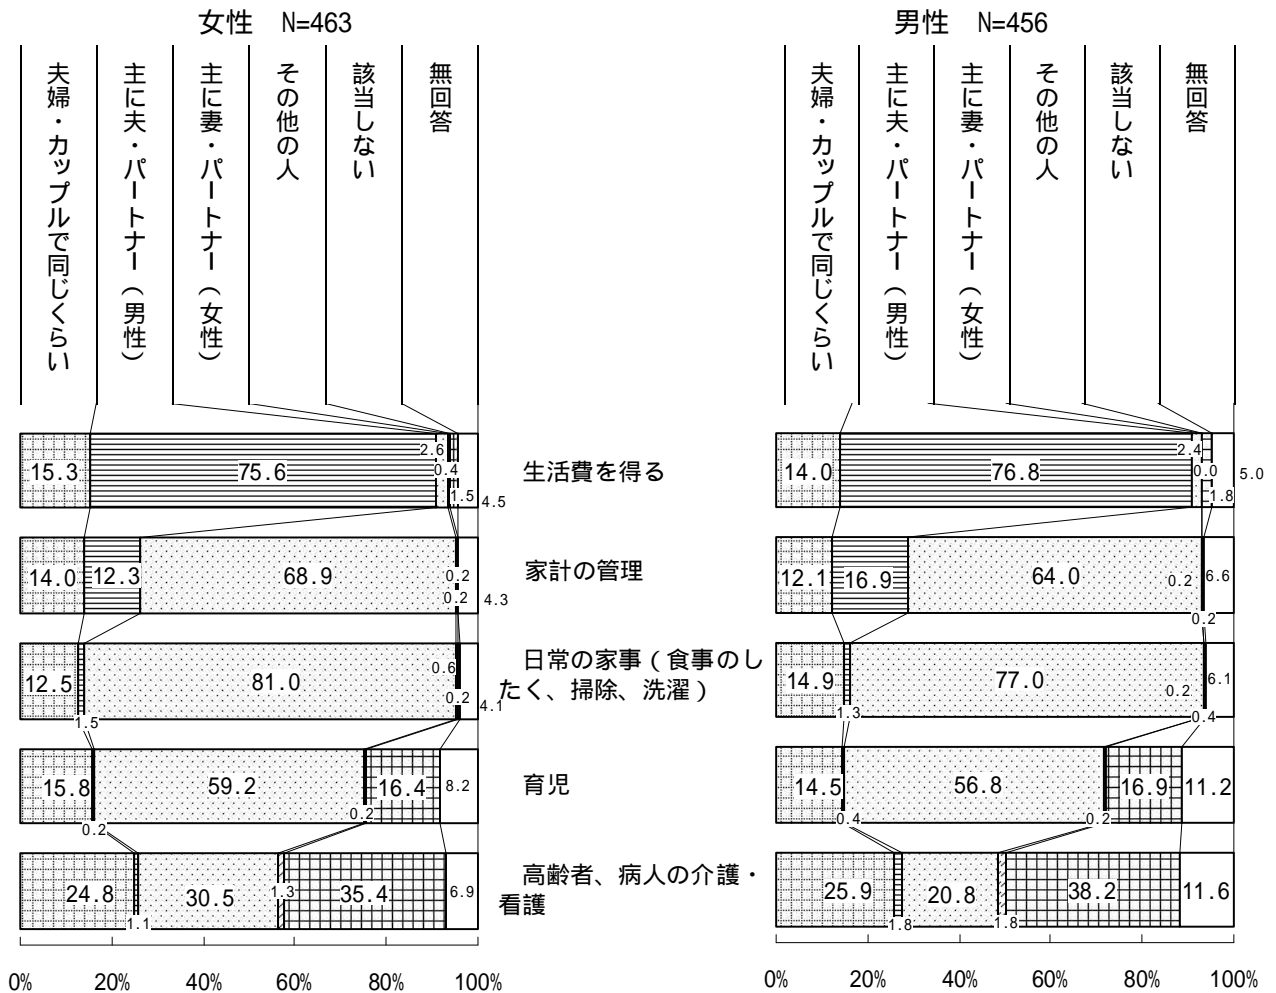 女性 N=463
夫婦・カップルで同じくらい
主に夫・パートナー(男性)
主に妻・パートナー(女性)
その他の人
該当しない
無回答
男性 N=456
夫婦・カップルで同じくらい
主に夫・パートナー(男性)
主に妻・パートナー(女性)
その他の人
該当しない
無回答
15.3 75.6 2.6 0.4 1.5 4.5
生活費を得る
14.0 76.8 2.4 0.0 1.8 5.0
14.0 12.3 68.9 0.2 0.2 4.3
家計の管理
12.1 16.9 64.0 0.2 0.2 6.6
12.5 1.5 81.0 0.6 0.2 4.1
日常の家事(食事のし
たく、掃除、洗濯)
14.9 1.3 77.0 0.2 0.4 6.1
15.8 0.2 59.2 0.2 16.4 8.2
育児
14.5 0.4 56.8 0.2 16.9 11.2
24.8 1.1 30.5 1.3 35.4 6.9
高齢者、病人の介護・
看護
25.9 1.8 20.8 1.8 38.2 11.6
0% 20% 40% 60% 80% 100%
0% 20% 40% 60% 80% 100%